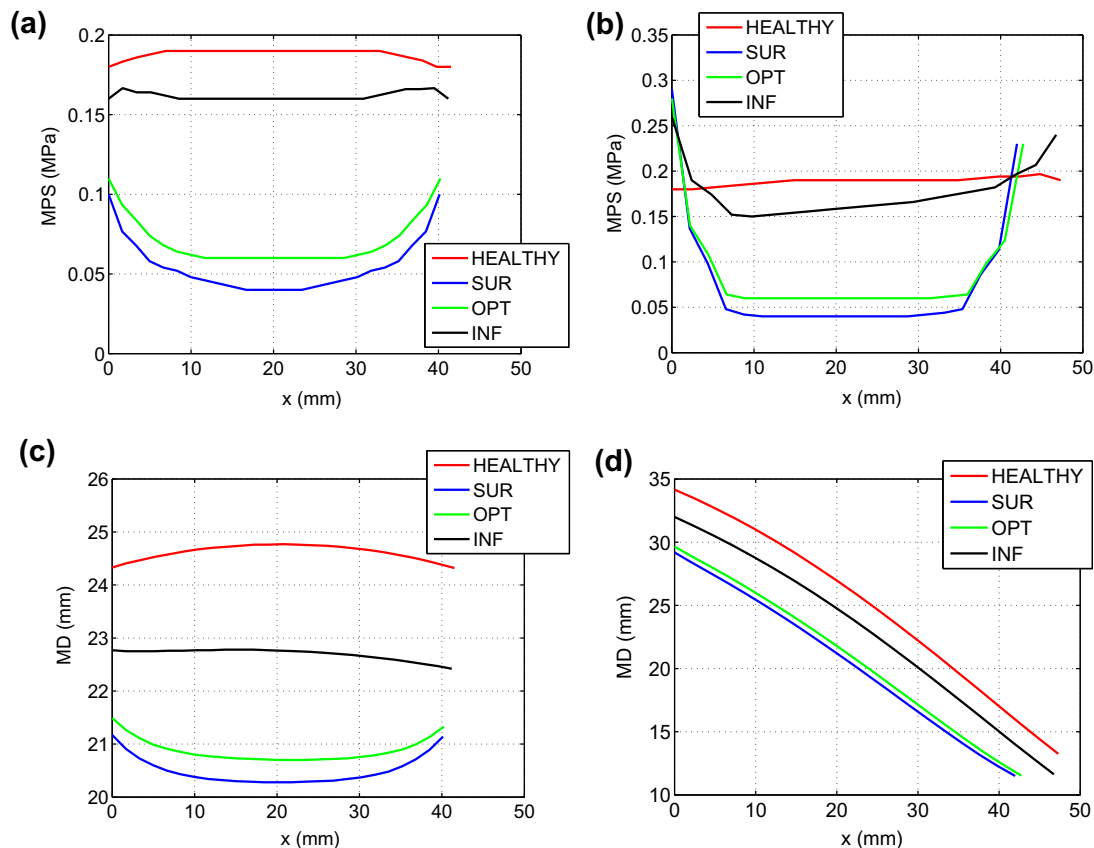 (a)
0.2
0.15
0.1
0.05
0
MPS (MPa)
0 10 20 30 40 50
x (mm)
HEALTHY
SUR
OPT
INF
(b)
0.35
0.3
0.25
0.2
0.15
0.1
0.05
0
MPS (MPa)
0 10 20 30 40 50
x (mm)
HEALTHY
SUR
OPT
INF
(c)
26
25
24
23
22
21
20
MD (mm)
0 10 20 30 40 50
x (mm)
HEALTHY
SUR
OPT
INF
(d)
35
30
25
20
15
10
MD (mm)
0 10 20 30 40 50
x (mm)
HEALTHY
SUR
OPT
INF